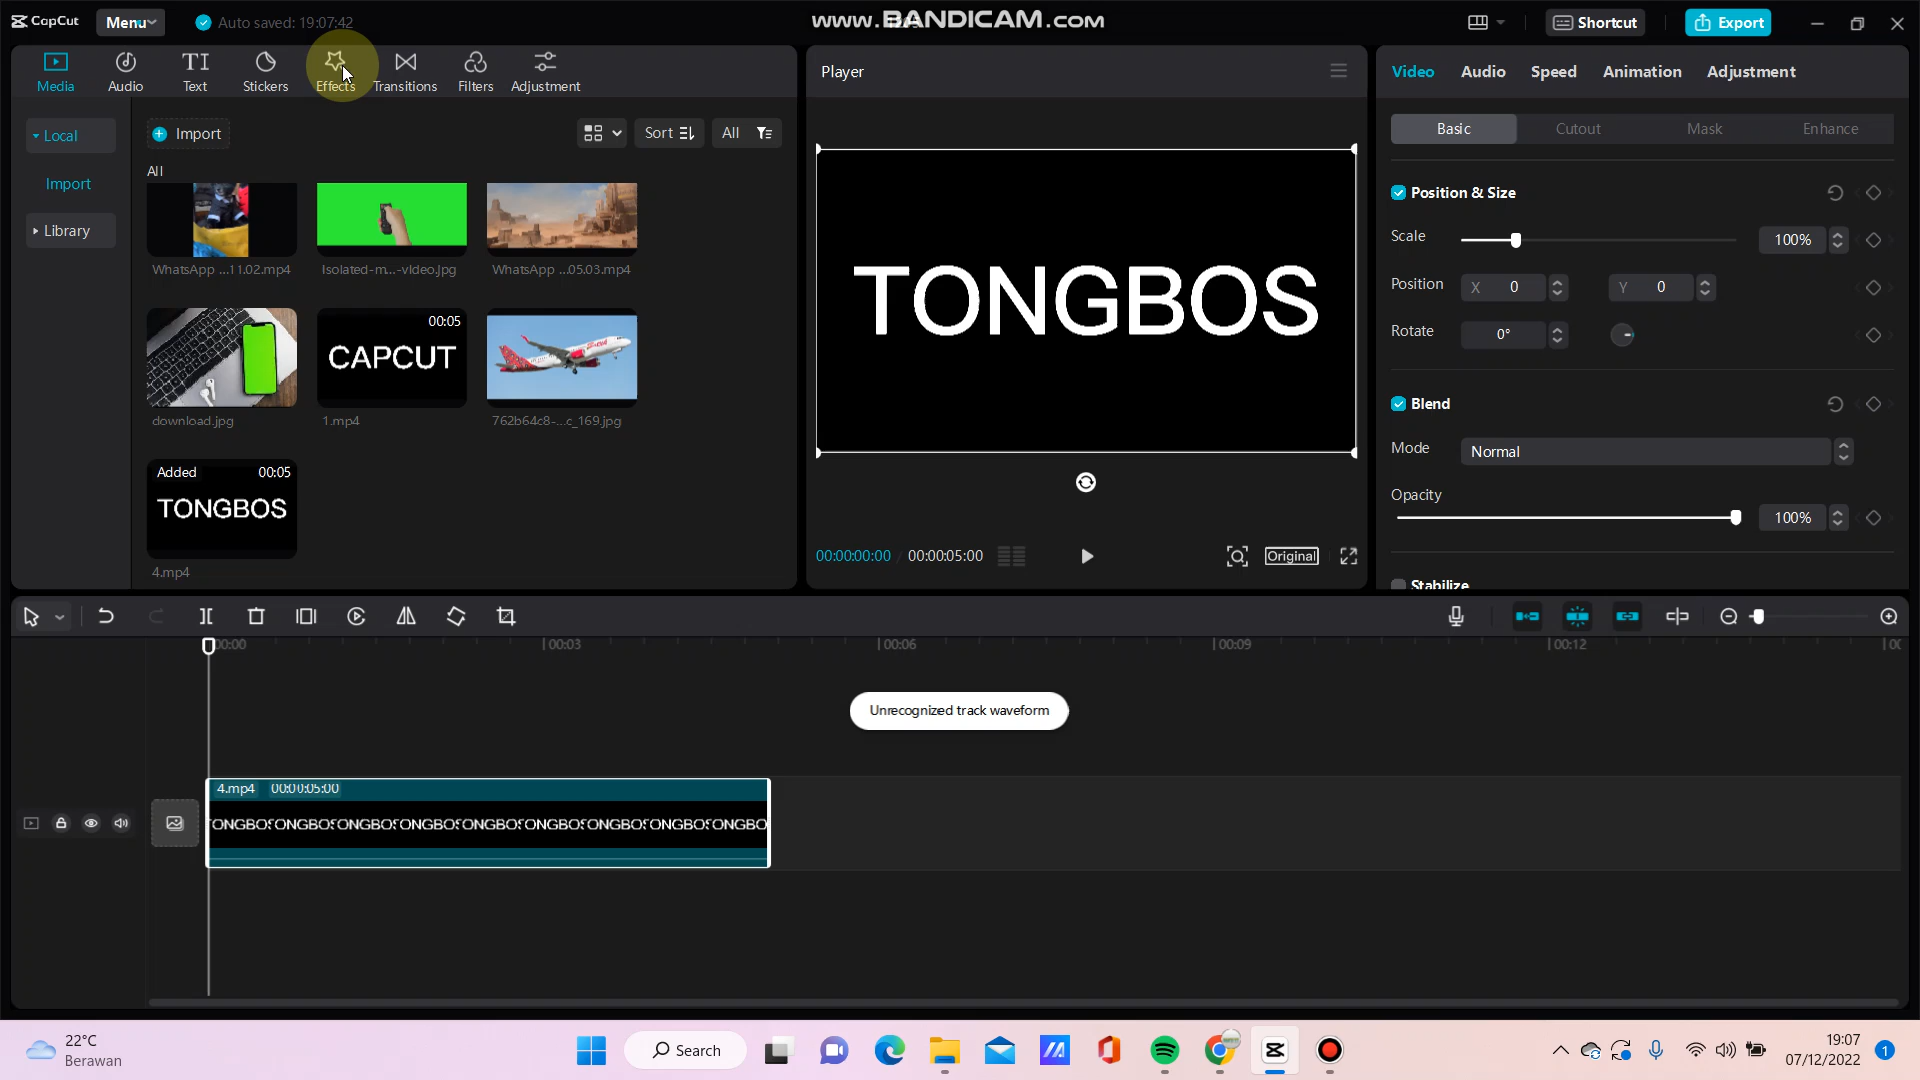 CapCut
Menu
Auto saved: 19:07:42
www.BANDICAM.com
Shortcut
Export
Media
Audio
Text
Stickers
Effects
Transitions
Filters
Adjustment
Local
Import
Library
Import
Sort
All
All
WhatsApp ...11.02.mp4
Isolated-m...-video.jpg
WhatsApp ...05.03.mp4
download.jpg
CAPCUT
00:05
1.mp4
762b64c8-...c_169.jpg
Added
00:05
TONGBOS
4.mp4
Player
TONGBOS
00:00:00:00 / 00:00:05:00
Original
Video
Audio
Speed
Animation
Adjustment
Basic
Cutout
Mask
Enhance
Position & Size
Scale
100%
Position
X 0
Y 0
Rotate
0°
Blend
Mode
Normal
Opacity
100%
Stabilize
00:00
00:03
00:06
00:09
00:12
Unrecognized track waveform
4.mp4 00:00:05:00
TONGBOSTONGBOSTONGBOSTONGBOSTONGBOSTONGBOSTONGBOSTONGBOSTONGBO
22°C
Berawan
Search
19:07
07/12/2022
1